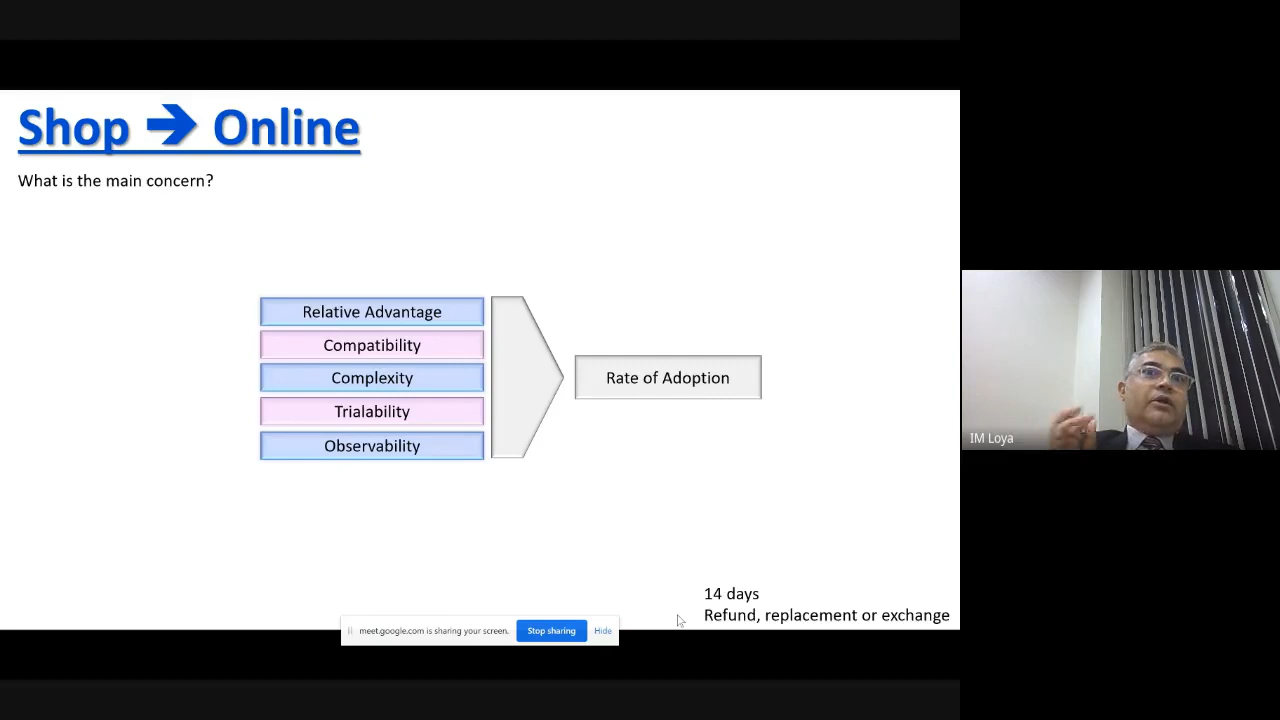 Shop → Online
What is the main concern?
Relative Advantage
Compatibility
Complexity
Trialability
Observability
Rate of Adoption
14 days
Refund, replacement or exchange
meet.google.com is sharing your screen.
Stop sharing
Hide
IM Loya